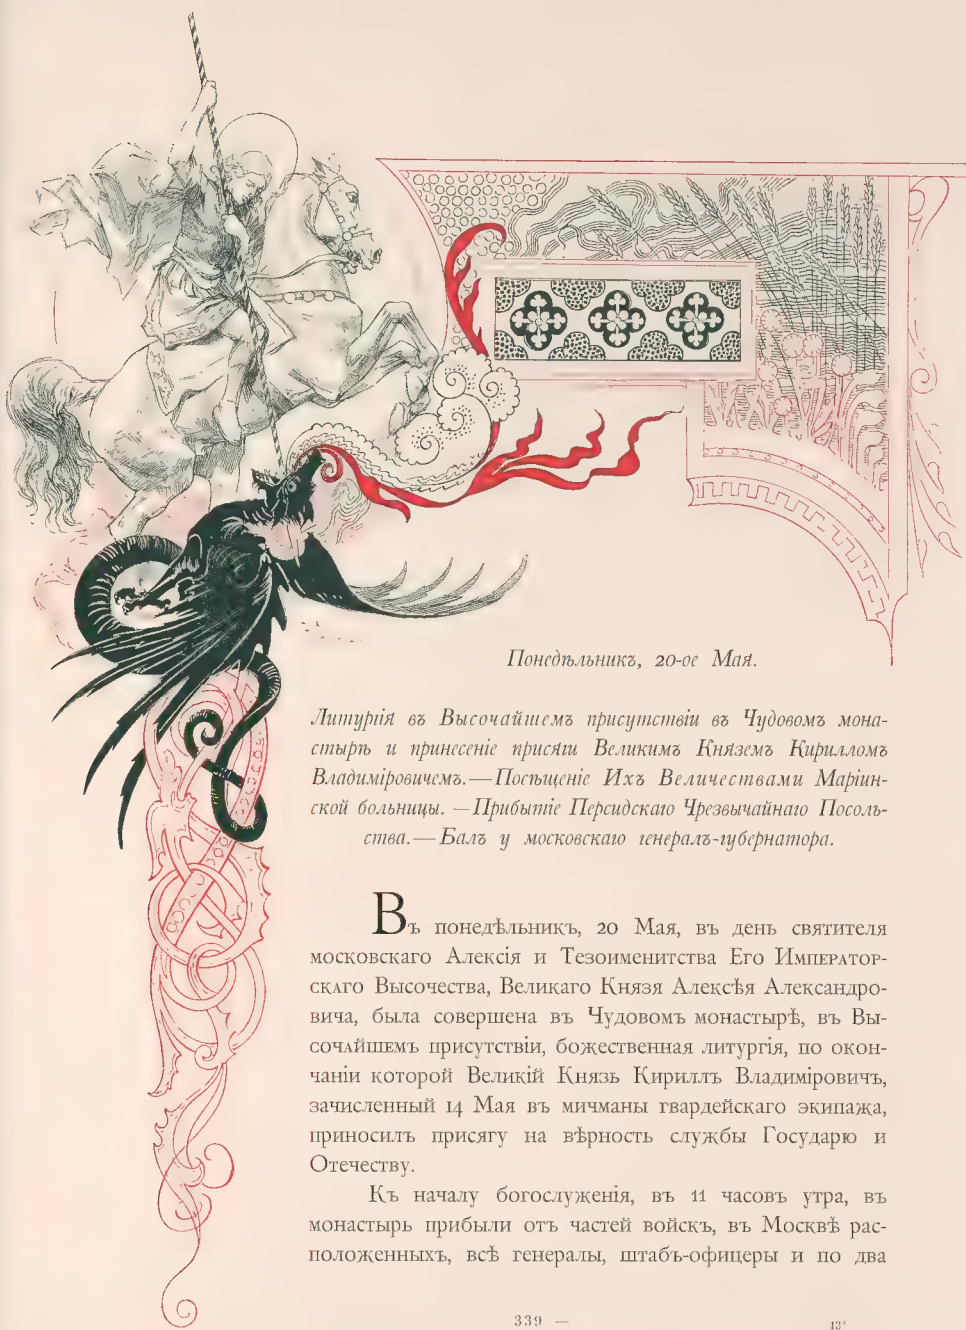 Понедѣльникъ, 20-ое Мая.
Литургія въ Высочайшемъ присутствіи въ Чудовомъ мона-
стырѣ и принесеніе присяги Великимъ Княземъ Кирилломъ
Владиміровичемъ.—Посѣщеніе Ихъ Величествами Маріин-
ской больницы.—Прибытіе Персидскаго Чрезвычайнаго Посоль-
ства.—Балъ у московскаго генералъ-губернатора.
Въ понедѣльникъ, 20 Мая, въ день святителя
московскаго Алексія и Тезоименитства Его Император-
скаго Высочества, Великаго Князя Алексѣя Александро-
вича, была совершена въ Чудовомъ монастырѣ, въ Вы-
сочайшемъ присутствіи, божественная литургія, по окон-
чаніи которой Великій Князь Кириллъ Владиміровичъ,
зачисленный 14 Мая въ мичманы гвардейскаго экипажа,
приносилъ присягу на вѣрность службы Государю и
Отечеству.
Къ началу богослуженія, въ 11 часовъ утра, въ
монастырь прибыли отъ частей войскъ, въ Москвѣ рас-
положенныхъ, всѣ генералы, штабъ-офицеры и по два
339 —
43*